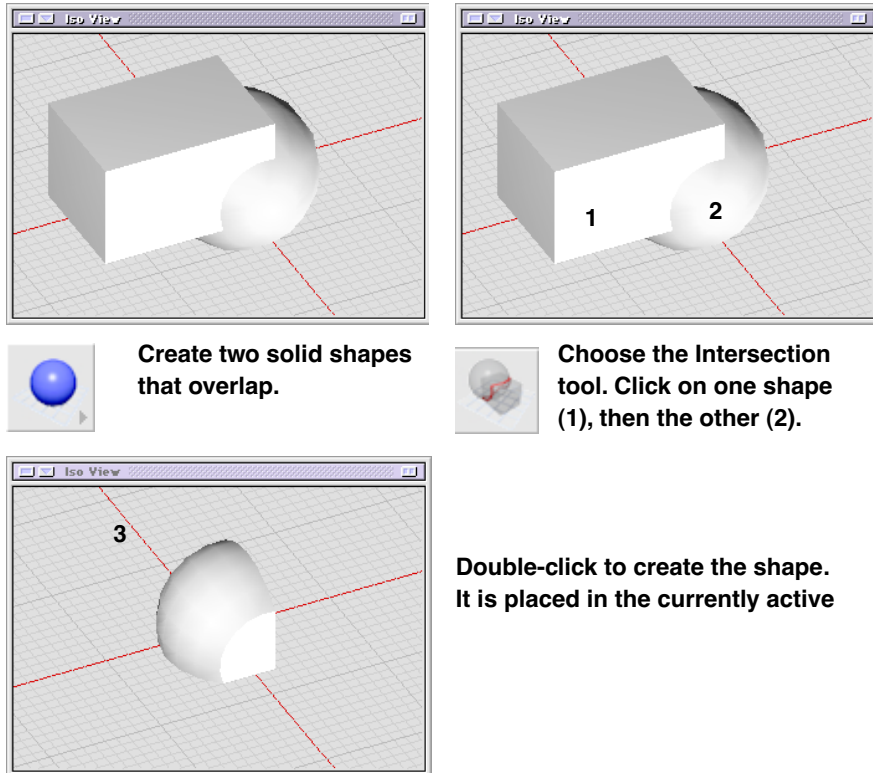 Iso View
Iso View
1
2
Create two solid shapes
that overlap.
Choose the Intersection
tool. Click on one shape
(1), then the other (2).
Iso View
3
Double-click to create the shape.
It is placed in the currently active